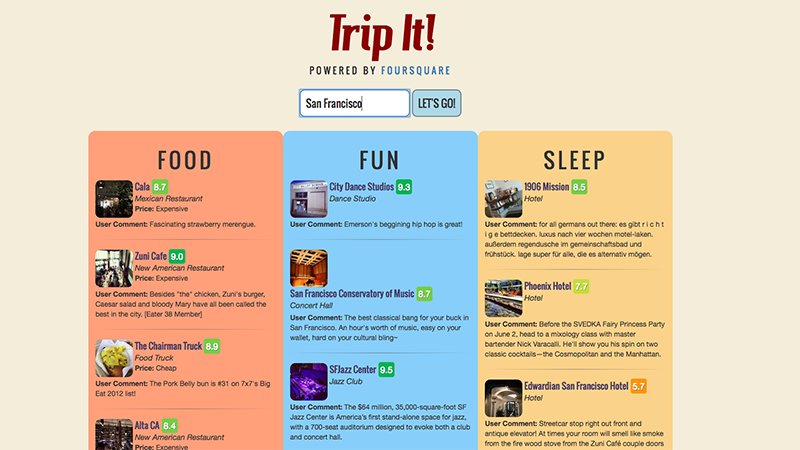 Trip It!
POWERED BY FOURSQUARE
San Francisco
LET'S GO!
FOOD
Cala 8.7
Mexican Restaurant
Price: Expensive
User Comment: Fascinating strawberry merengue.
Zuni Cafe 9.0
New American Restaurant
Price: Expensive
User Comment: Besides "the" chicken, Zuni's burger,
Caesar salad and bloody Mary have all been called the
best in the city. [Eater 38 Member]
The Chairman Truck 8.9
Food Truck
Price: Cheap
User Comment: The Pork Belly bun is #31 on 7x7's Big
Eat 2012 list!
Alta CA 8.4
New American Restaurant
Price: Expensive
FUN
City Dance Studios 9.3
Dance Studio
User Comment: Emerson's beggining hip hop is great!
San Francisco Conservatory of Music 8.7
Concert Hall
User Comment: The best classical bang for your buck in
San Francisco. An hour's worth of music, easy on your
wallet, hard on your cultural bling~
SFJazz Center 9.5
Jazz Club
User Comment: The $64 million, 35,000-square-foot SF
Jazz Center is America's first stand-alone space for jazz,
with a 700-seat auditorium designed to evoke both a club
and concert hall.
SLEEP
1906 Mission 8.5
Hotel
User Comment: for all germans out there: es gibt r i c h t
i g e bettdecken. luxus nach vier wochen motel-laken.
außerdem regendusche im gemeinschaftsbad und
frühstück. lage super für alle, die es alternativ mögen.
Phoenix Hotel 7.7
Hotel
User Comment: Before the SVEDKA Fairy Princess Party
on June 2, head to a mixology class with master
bartender Nick Varacalli. He'll show you his spin on two
classic cocktails—the Cosmopolitan and the Manhattan.
Edwardian San Francisco Hotel 5.7
Hotel
User Comment: Streetcar stop right out front and
antique elevator! At times your room will smell like smoke
from the fire wood stove from the Zuni Café couple doors